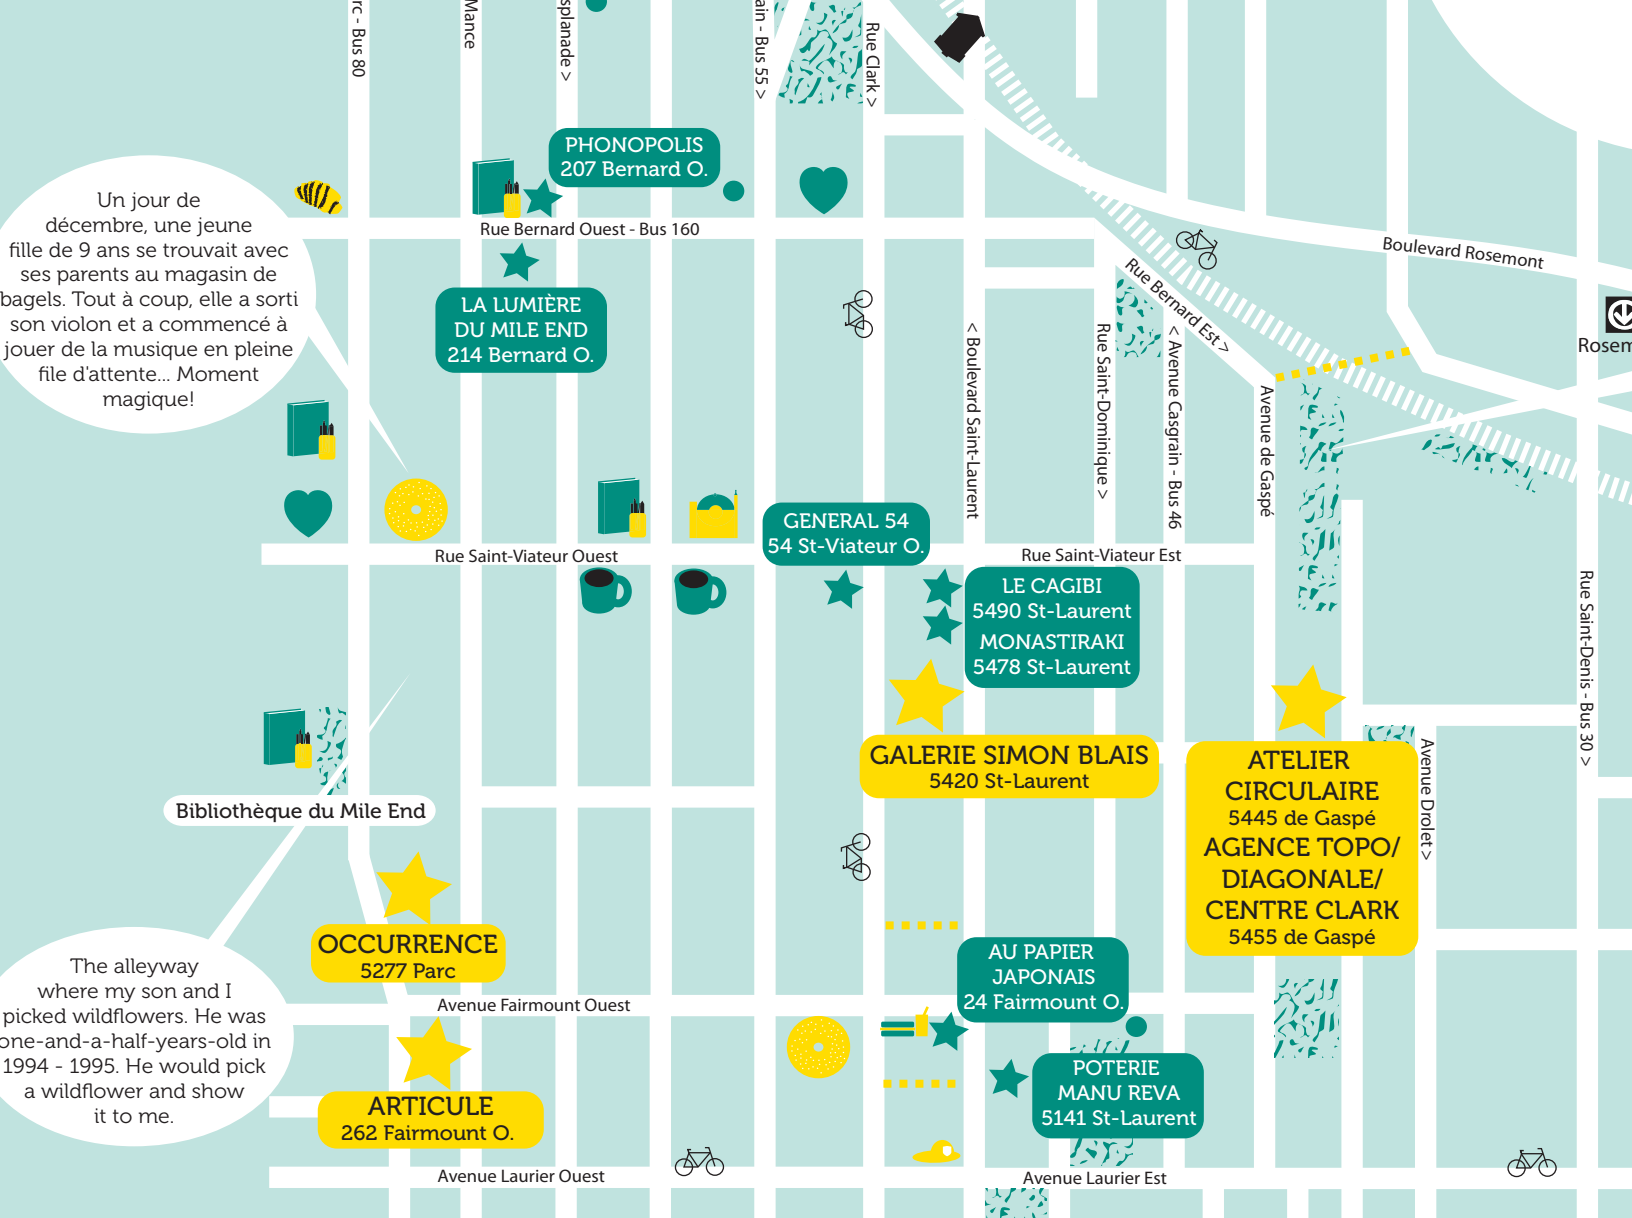 rc - Bus 80
Mance
splanade >
ain - Bus 55 >
Rue Clark >
PHONOPOLIS
207 Bernard O.
Un jour de
décembre, une jeune
fille de 9 ans se trouvait avec
ses parents au magasin de
bagels. Tout à coup, elle a sorti
son violon et a commencé à
jouer de la musique en pleine
file d'attente... Moment
magique!
Rue Bernard Ouest - Bus 160
LA LUMIÈRE
DU MILE END
214 Bernard O.
Boulevard Rosemont
Rue Bernard Est >
Rosem
< Boulevard Saint-Laurent
Rue Saint-Dominique >
< Avenue Casgrain - Bus 46
Avenue de Gaspé
GENERAL 54
54 St-Viateur O.
Rue Saint-Viateur Ouest
Rue Saint-Viateur Est
LE CAGIBI
5490 St-Laurent
MONASTIRAKI
5478 St-Laurent
Rue Saint-Denis - Bus 30 >
GALERIE SIMON BLAIS
5420 St-Laurent
ATELIER
CIRCULAIRE
5445 de Gaspé
AGENCE TOPO/
DIAGONALE/
CENTRE CLARK
5455 de Gaspé
Avenue Drolet >
Bibliothèque du Mile End
OCCURRENCE
5277 Parc
The alleyway
where my son and I
picked wildflowers. He was
one-and-a-half-years-old in
1994 - 1995. He would pick
a wildflower and show
it to me.
AU PAPIER
JAPONAIS
24 Fairmount O.
Avenue Fairmount Ouest
POTERIE
MANU REVA
5141 St-Laurent
ARTICULE
262 Fairmount O.
Avenue Laurier Ouest
Avenue Laurier Est